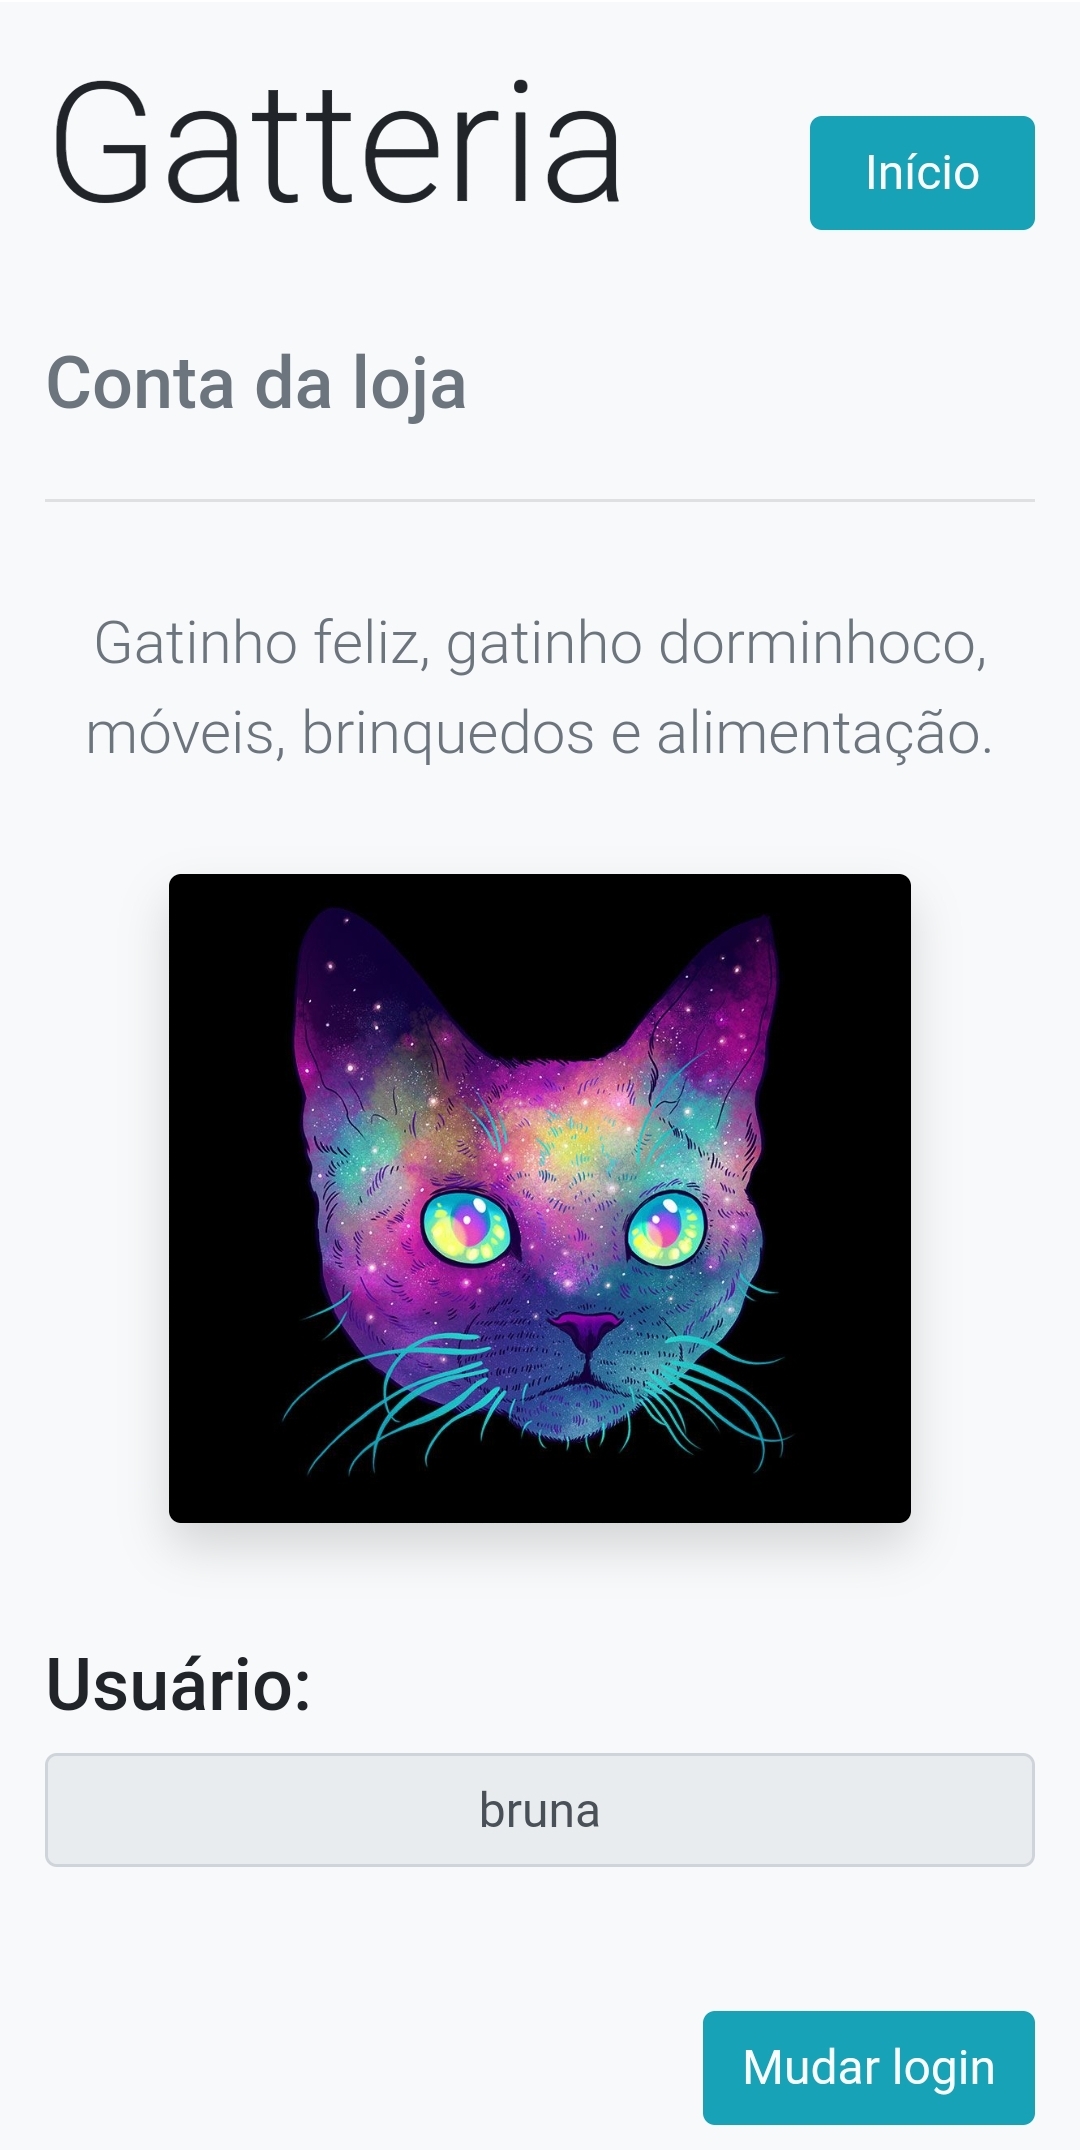 Gatteria
Início
Conta da loja
Gatinho feliz, gatinho dorminhoco,
móveis, brinquedos e alimentação.
Usuário:
bruna
Mudar login